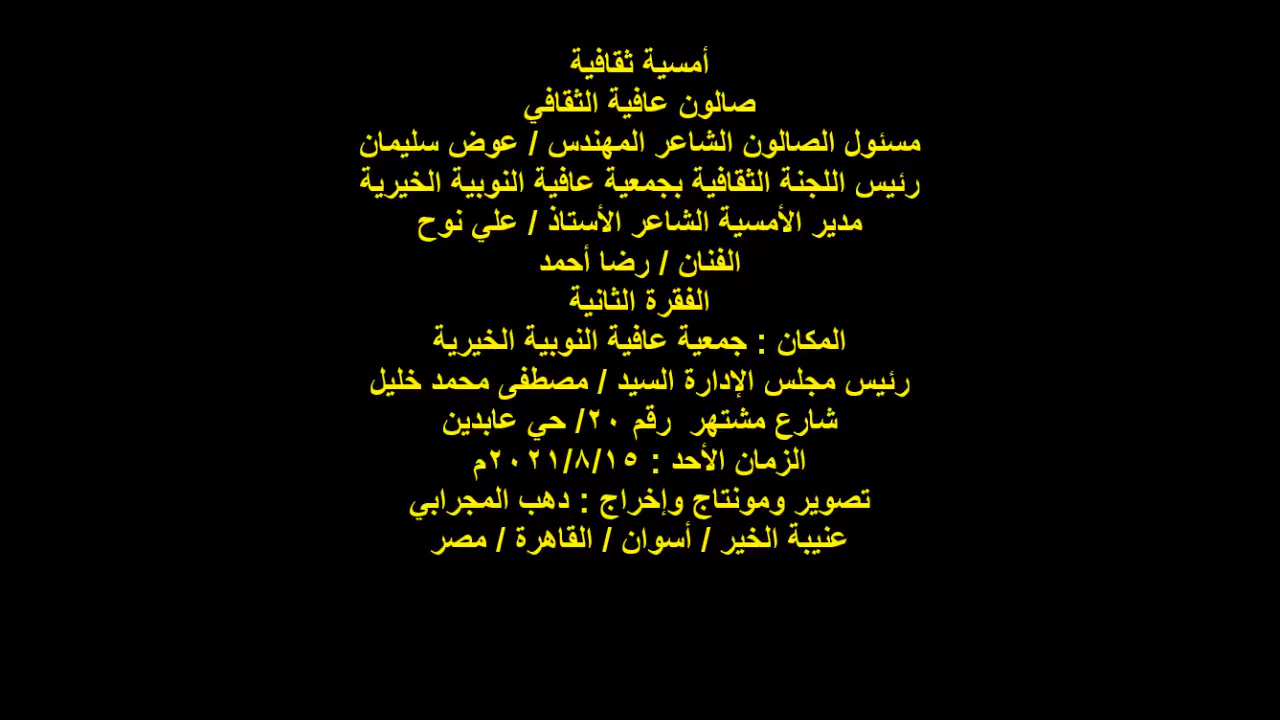 أمسية ثقافية
صالون عافية الثقافي
مسئول الصالون الشاعر المهندس / عوض سليمان
رئيس اللجنة الثقافية بجمعية عافية النوبية الخيرية
مدير الأمسية الشاعر الأستاذ / علي نوح
الفنان / رضا أحمد
الفقرة الثانية
المكان : جمعية عافية النوبية الخيرية
رئيس مجلس الإدارة السيد / مصطفى محمد خليل
شارع مشتهر رقم ٢٠/ حي عابدين
الزمان الأحد : ٢٠٢١/٨/١٥م
تصوير ومونتاج وإخراج : دهب المجرابي
عنيبة الخير / أسوان / القاهرة / مصر